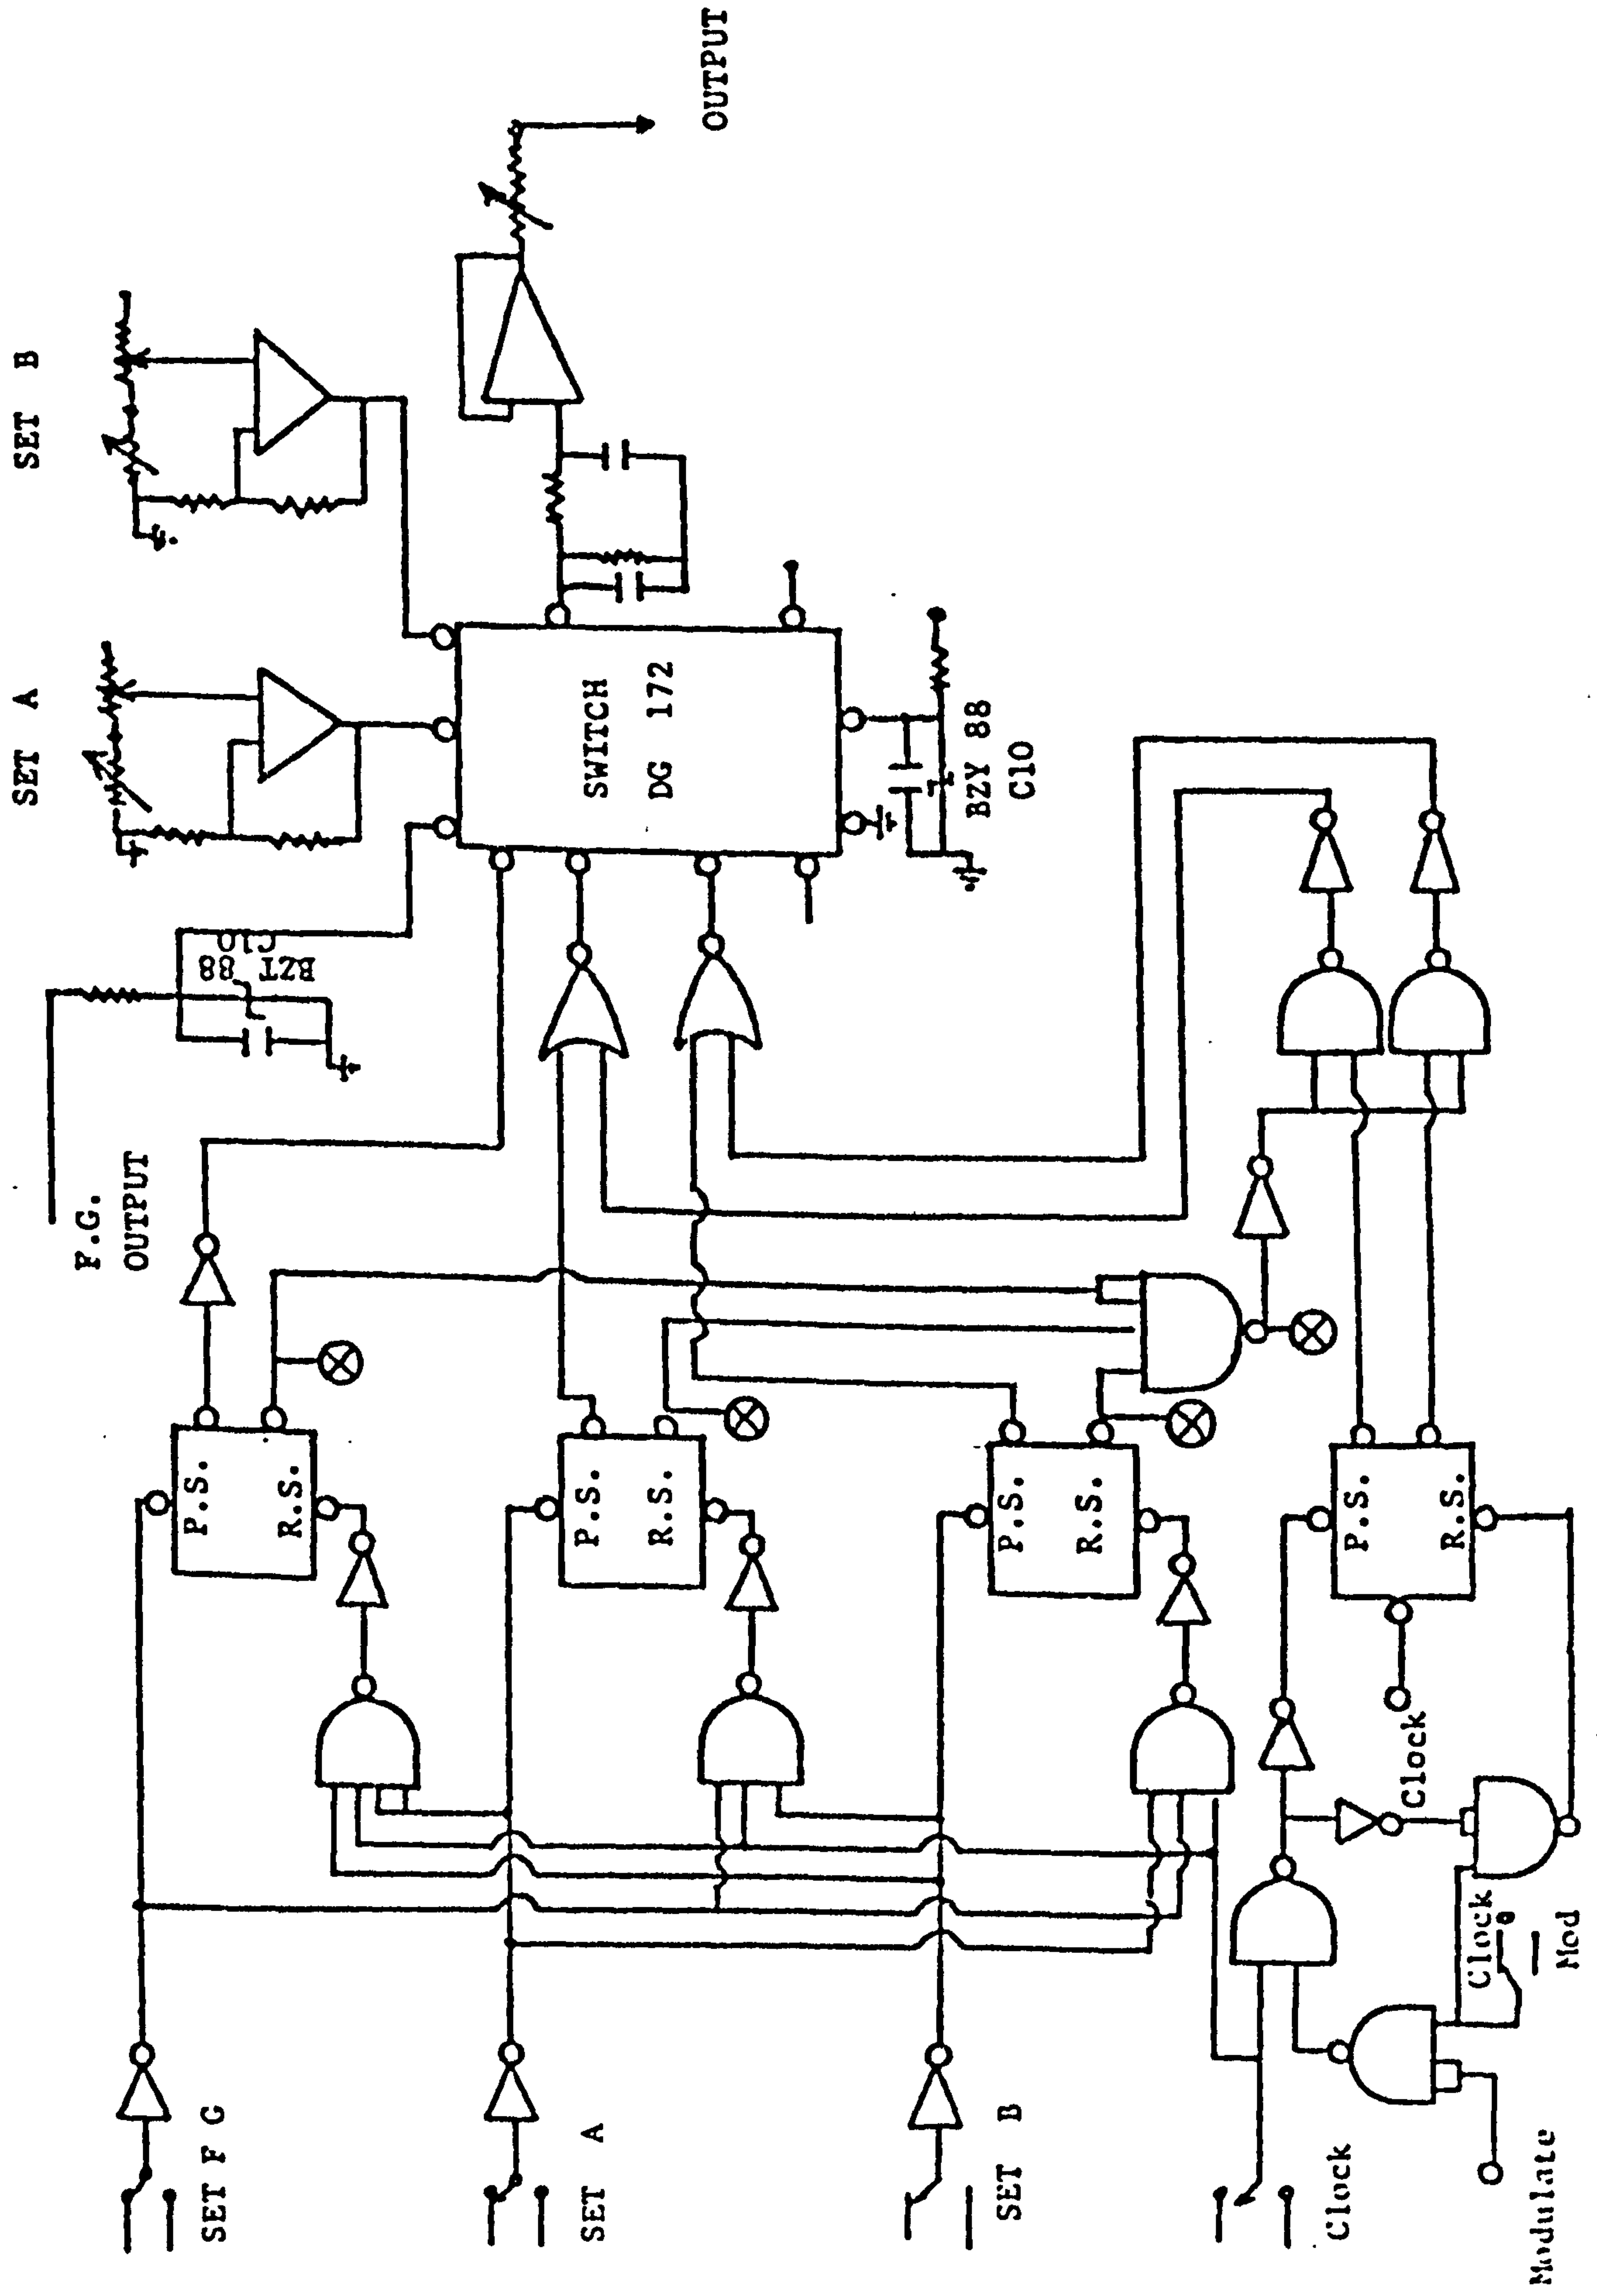 SET A
SET B
F.G.
OUTPUT
BZT 88
C10
SWITCH
DG 172
BZY 88
C10
OUTPUT
P.S.
R.S.
P.S.
R.S.
P.S.
R.S.
P.S.
R.S.
SET F G
SET A
SET B
Clock
Modulate
Clock
Clock
Mod